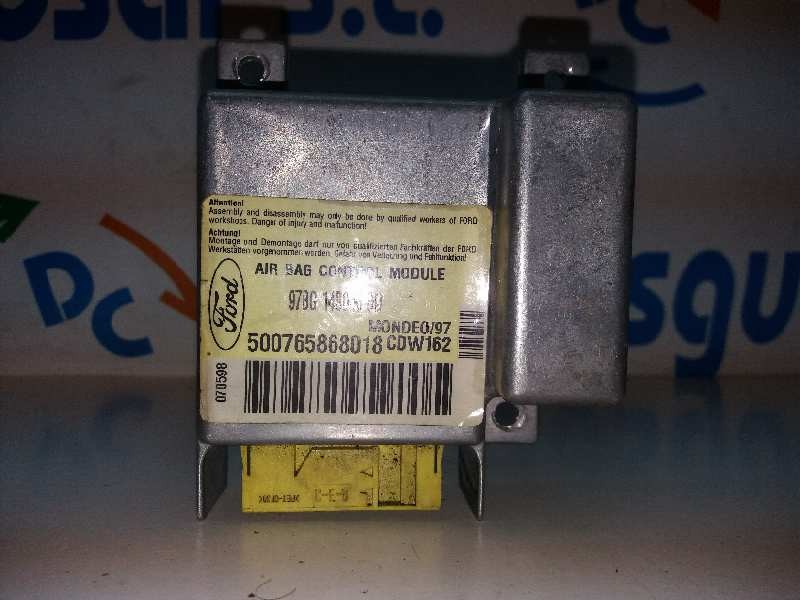 DC
Attention!
Assembly and disassembly may only be done by qualified workers of FORD
workshops. Danger of injury and malfunction!
Achtung!
Montage und Demontage darf nur von qualifizierten Fachkräften der FORD
Werkstätten vorgenommen werden. Gefahr von Verletzung und Fehlfunktion!
Ford
AIR BAG CONTROL MODULE
MONDEO/97
500765868018 CDW162
070598
DC